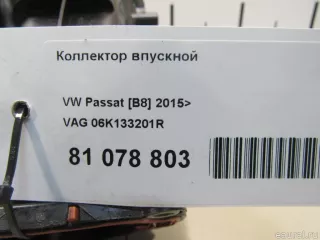 Коллектор впускной
VW Passat [B8] 2015>
VAG 06K133201R
81 078 803